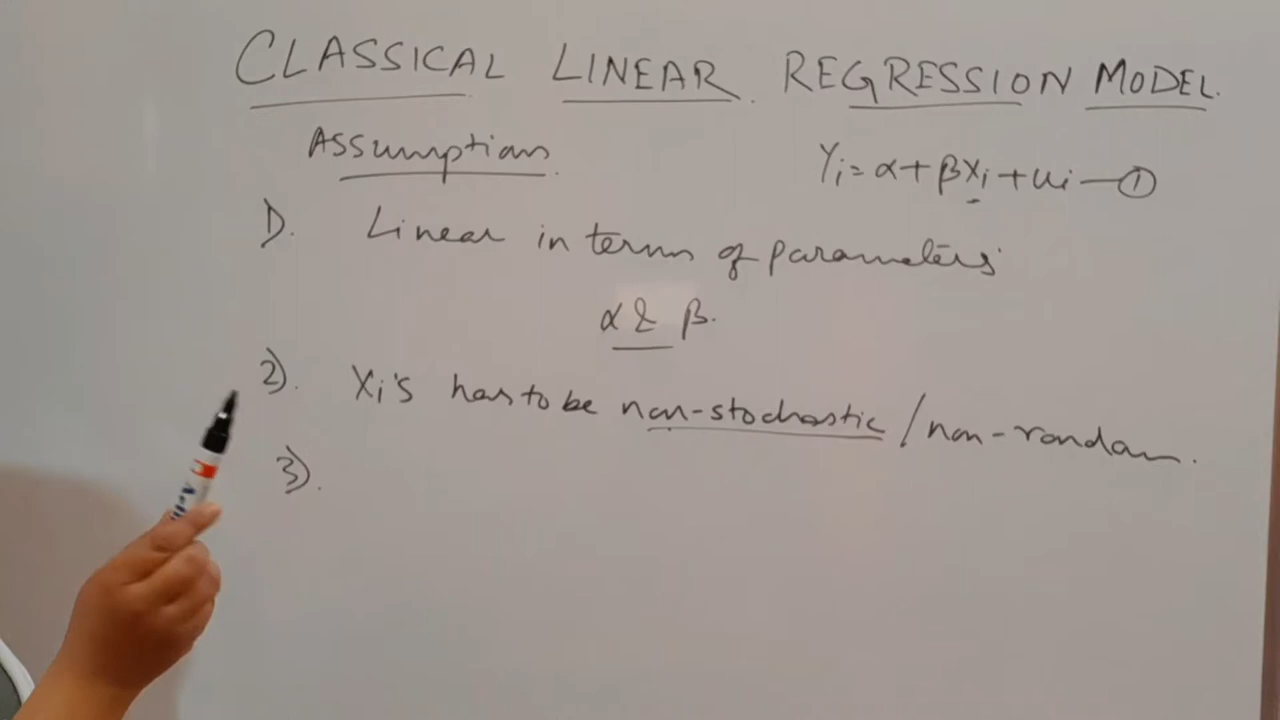 CLASSICAL LINEAR REGRESSION MODEL.
Assumptions
Yi = α + βXi + ui —①
1). Linear in terms of parameters
α & β.
2). Xi's has to be non-stochastic / non-random.
3).